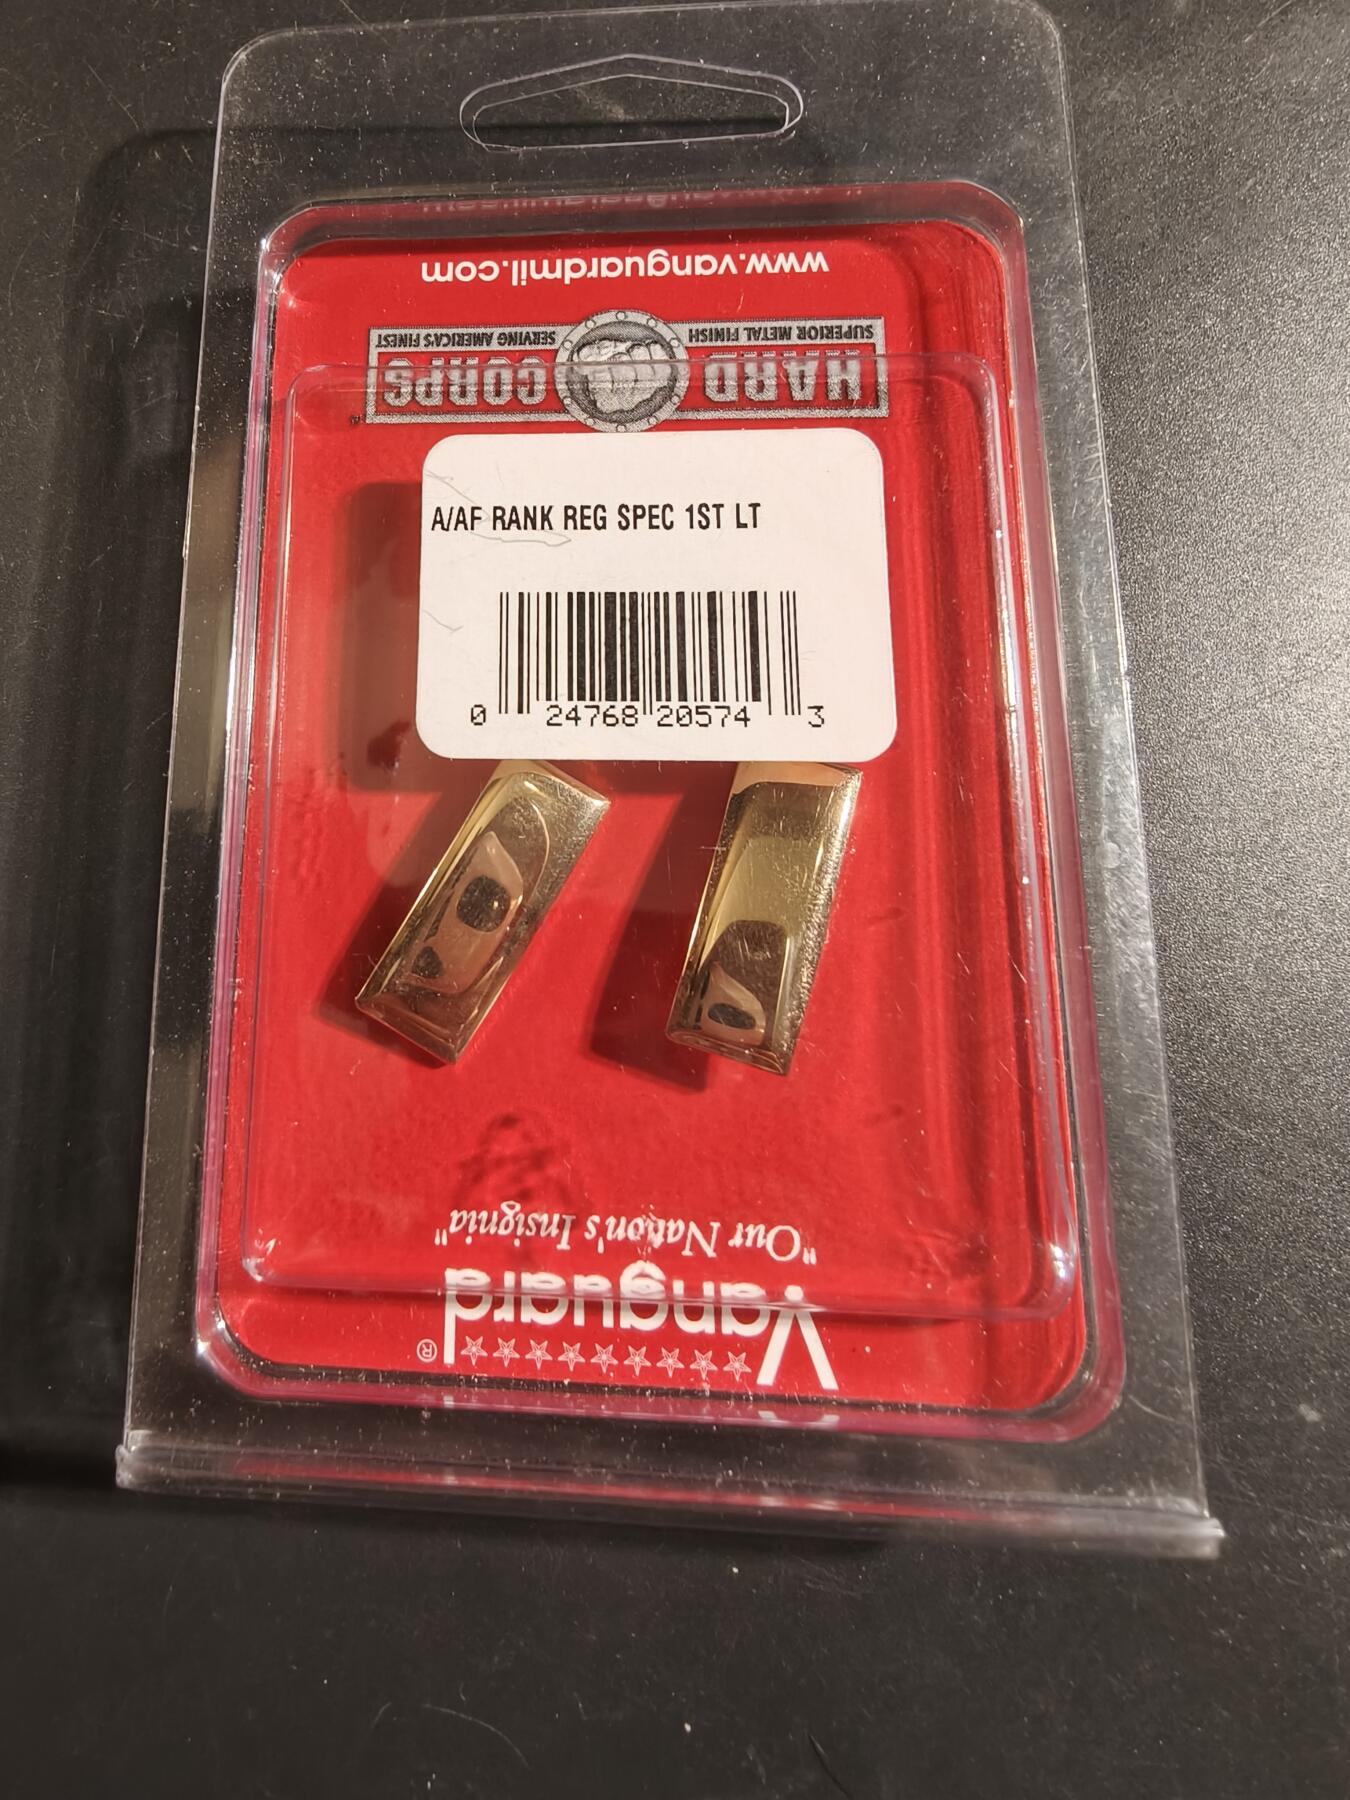 www.vanguardmil.com
SUPERIOR METAL FINISH SERVING AMERICA'S FINEST
HARD CORPS
A/AF RANK REG SPEC 1ST LT
0 24768 20574 3
"Our Nation's Insignia"
Vanguard ®